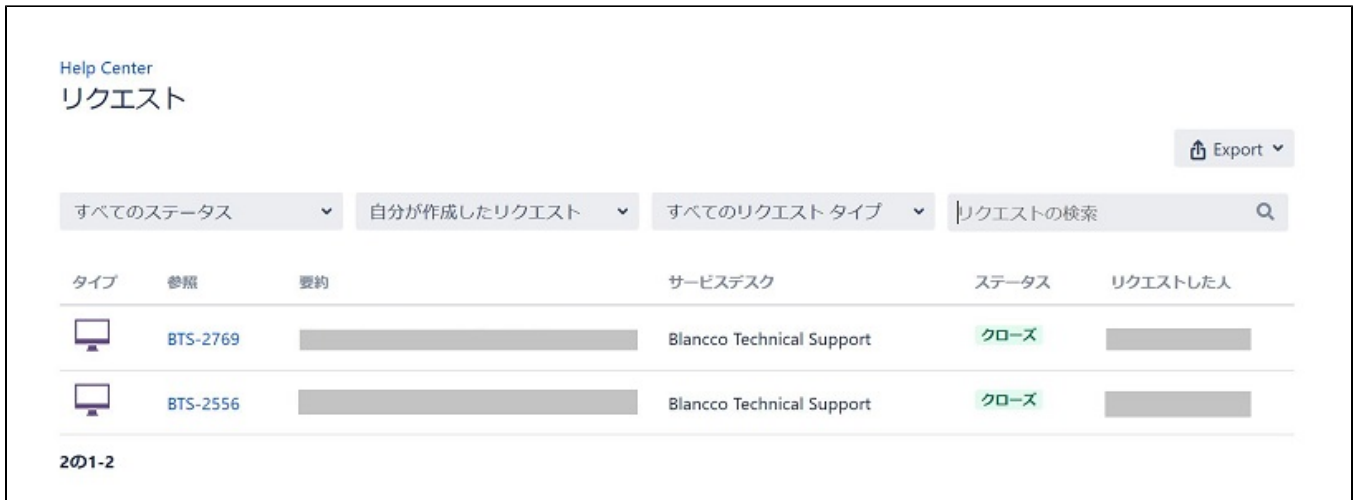 Help Center
リクエスト
Export
すべてのステータス 自分が作成したリクエスト すべてのリクエスト タイプ リクエストの検索
タイプ 参照 要約 サービスデスク ステータス リクエストした人
BTS-2769 Blancco Technical Support クローズ
BTS-2556 Blancco Technical Support クローズ
2の1-2